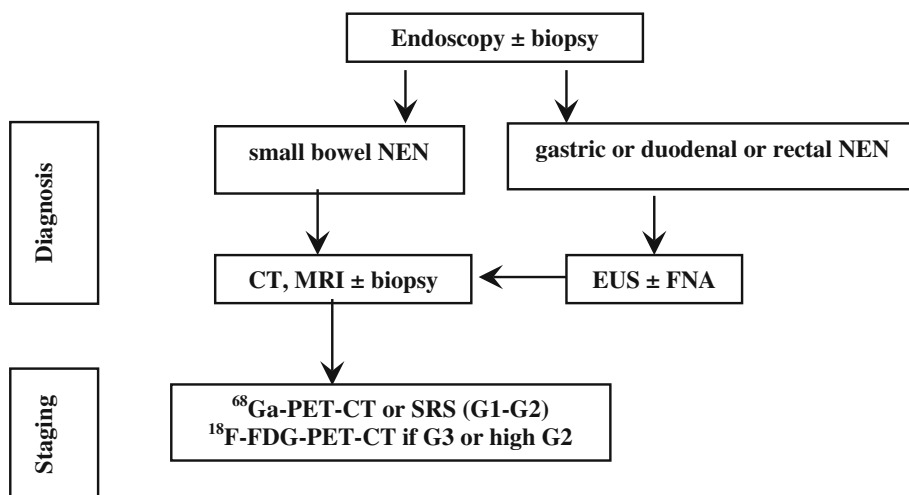 Endoscopy ± biopsy
Diagnosis
small bowel NEN
gastric or duodenal or rectal NEN
CT, MRI ± biopsy
EUS ± FNA
Staging
⁶⁸Ga-PET-CT or SRS (G1-G2)
¹⁸F-FDG-PET-CT if G3 or high G2